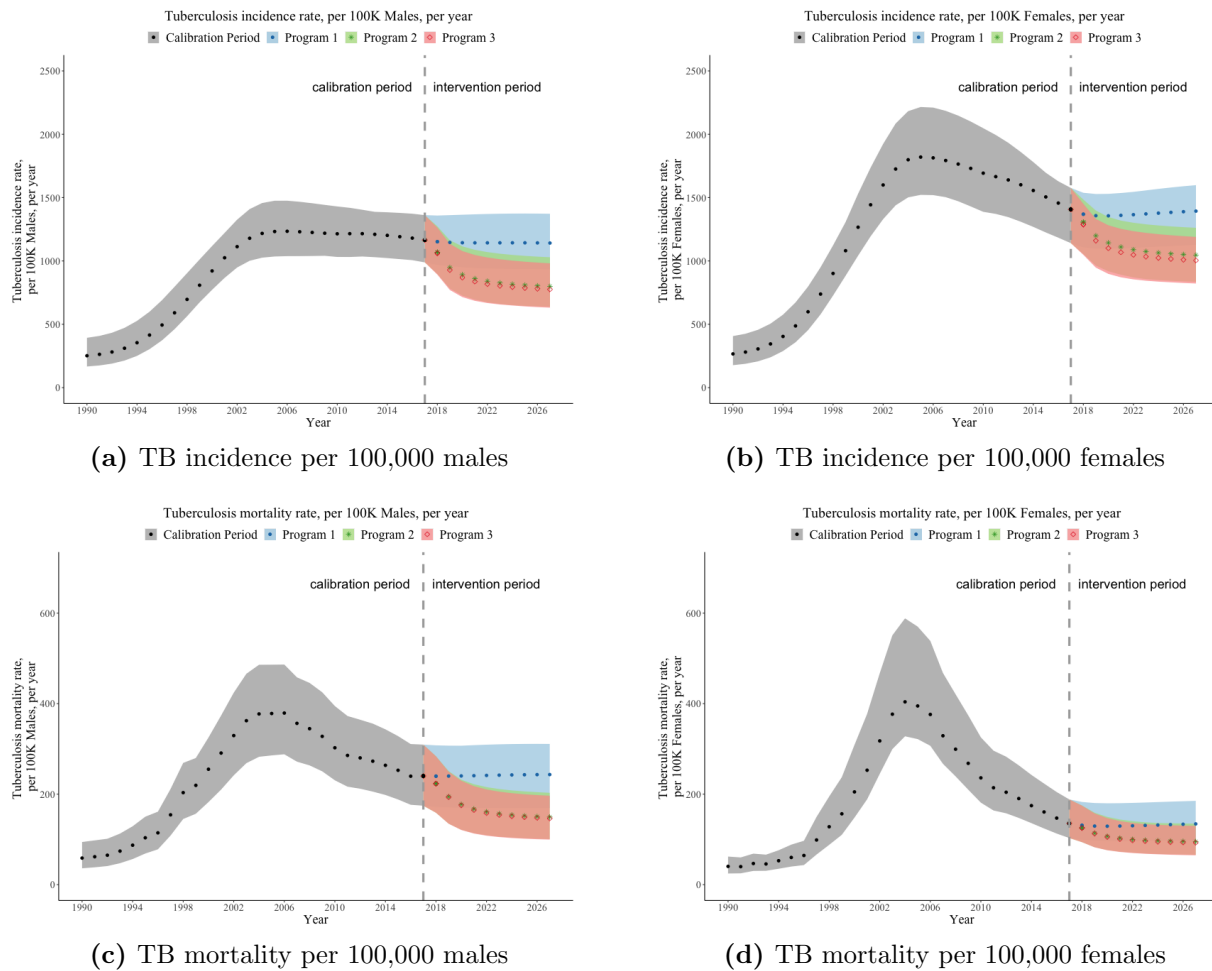 Tuberculosis incidence rate, per 100K Males, per year
Calibration Period Program 1 Program 2 Program 3
calibration period intervention period
Tuberculosis incidence rate,
per 100K Males, per year
2500
2000
1500
1000
500
0
1990 1994 1998 2002 2006 2010 2014 2018 2022 2026
Year
(a) TB incidence per 100,000 males
Tuberculosis incidence rate, per 100K Females, per year
Calibration Period Program 1 Program 2 Program 3
calibration period intervention period
Tuberculosis incidence rate,
per 100K Females, per year
2500
2000
1500
1000
500
0
1990 1994 1998 2002 2006 2010 2014 2018 2022 2026
Year
(b) TB incidence per 100,000 females
Tuberculosis mortality rate, per 100K Males, per year
Calibration Period Program 1 Program 2 Program 3
calibration period intervention period
Tuberculosis mortality rate,
per 100K Males, per year
600
400
200
0
1990 1994 1998 2002 2006 2010 2014 2018 2022 2026
Year
(c) TB mortality per 100,000 males
Tuberculosis mortality rate, per 100K Females, per year
Calibration Period Program 1 Program 2 Program 3
calibration period intervention period
Tuberculosis mortality rate,
per 100K Females, per year
600
400
200
0
1990 1994 1998 2002 2006 2010 2014 2018 2022 2026
Year
(d) TB mortality per 100,000 females